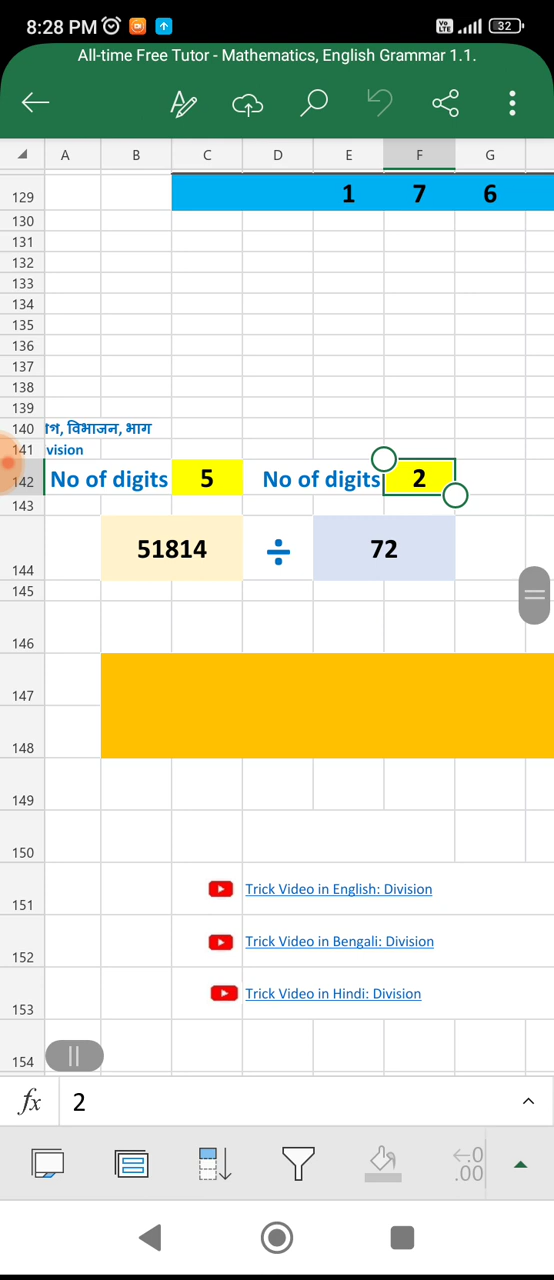 8:28 PM
Vo LTE 32
All-time Free Tutor - Mathematics, English Grammar 1.1.
A B C D E F G
129 1 7 6
130
131
132
133
134
135
136
137
138
139
140 াগ, विभाजन, भाग
141 vision
142 No of digits 5 No of digits 2
143
144 51814 ÷ 72
145
146
147
148
149
150
151 Trick Video in English: Division
152 Trick Video in Bengali: Division
153 Trick Video in Hindi: Division
154
fx 2
←.0
.00